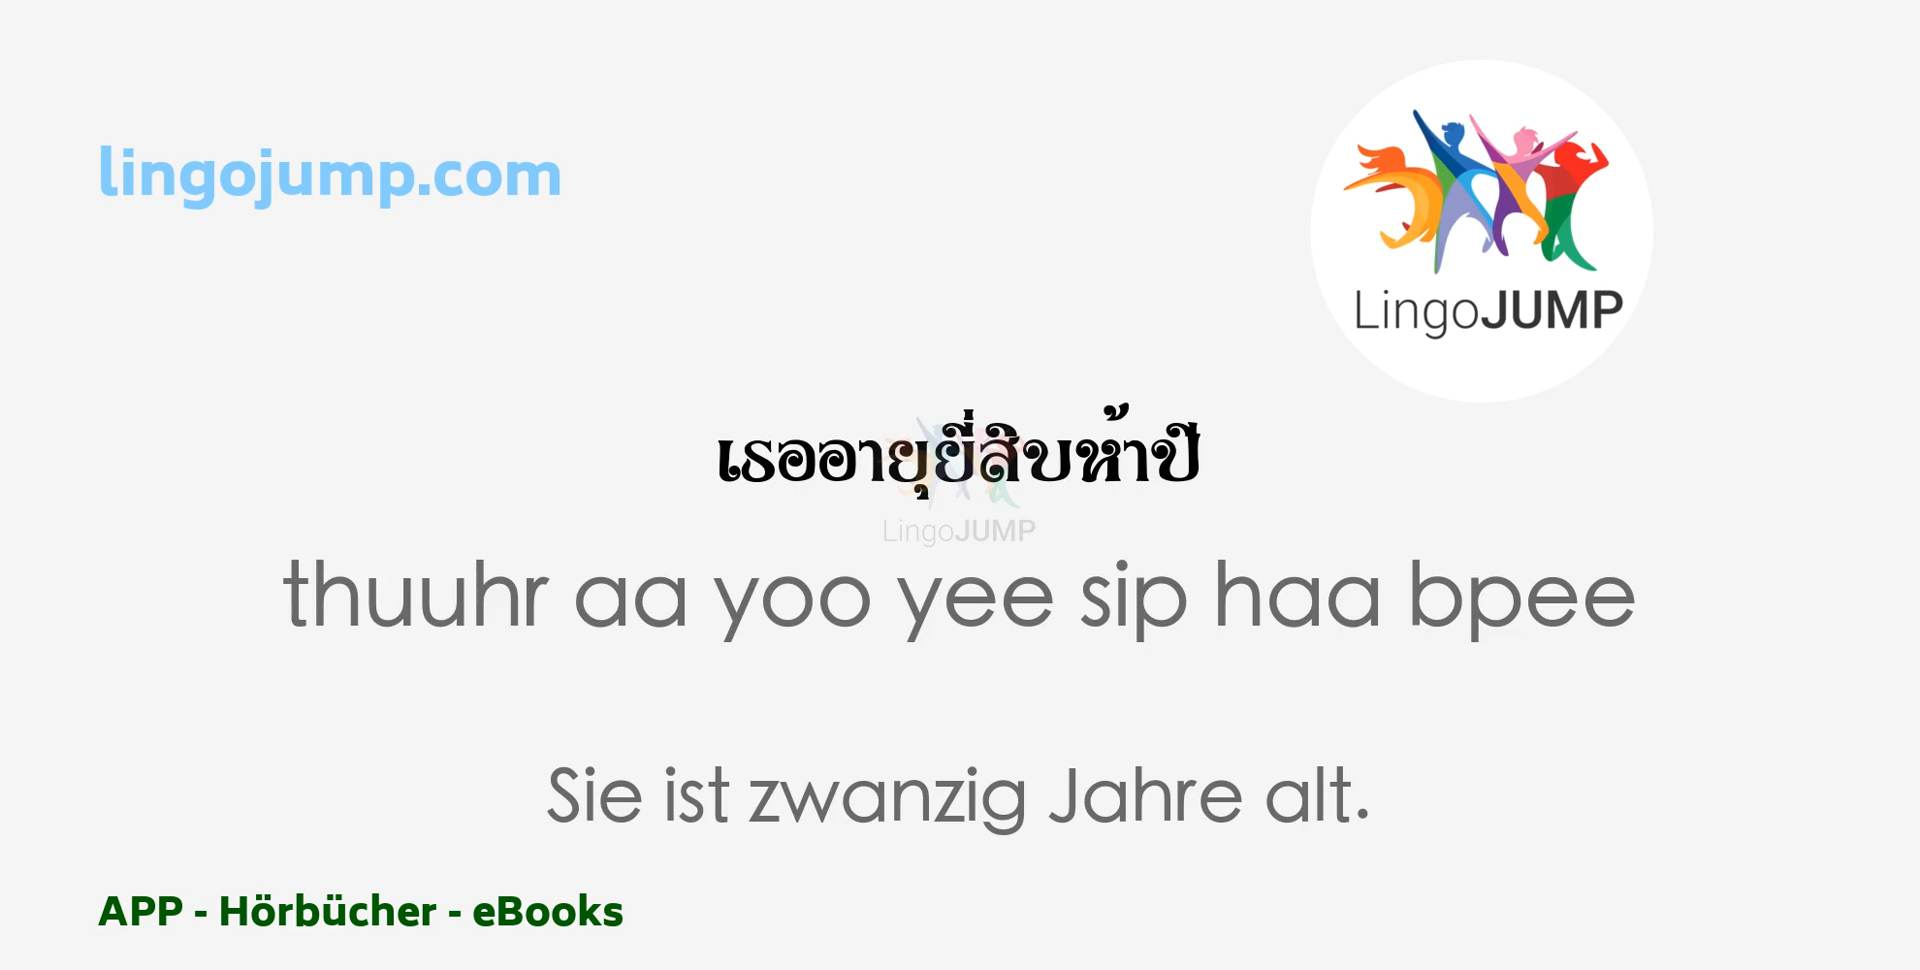 lingojump.com
LingoJUMP
เธออายุยี่สิบห้าปี
LingoJUMP
thuuhr aa yoo yee sip haa bpee
Sie ist zwanzig Jahre alt.
APP - Hörbücher - eBooks